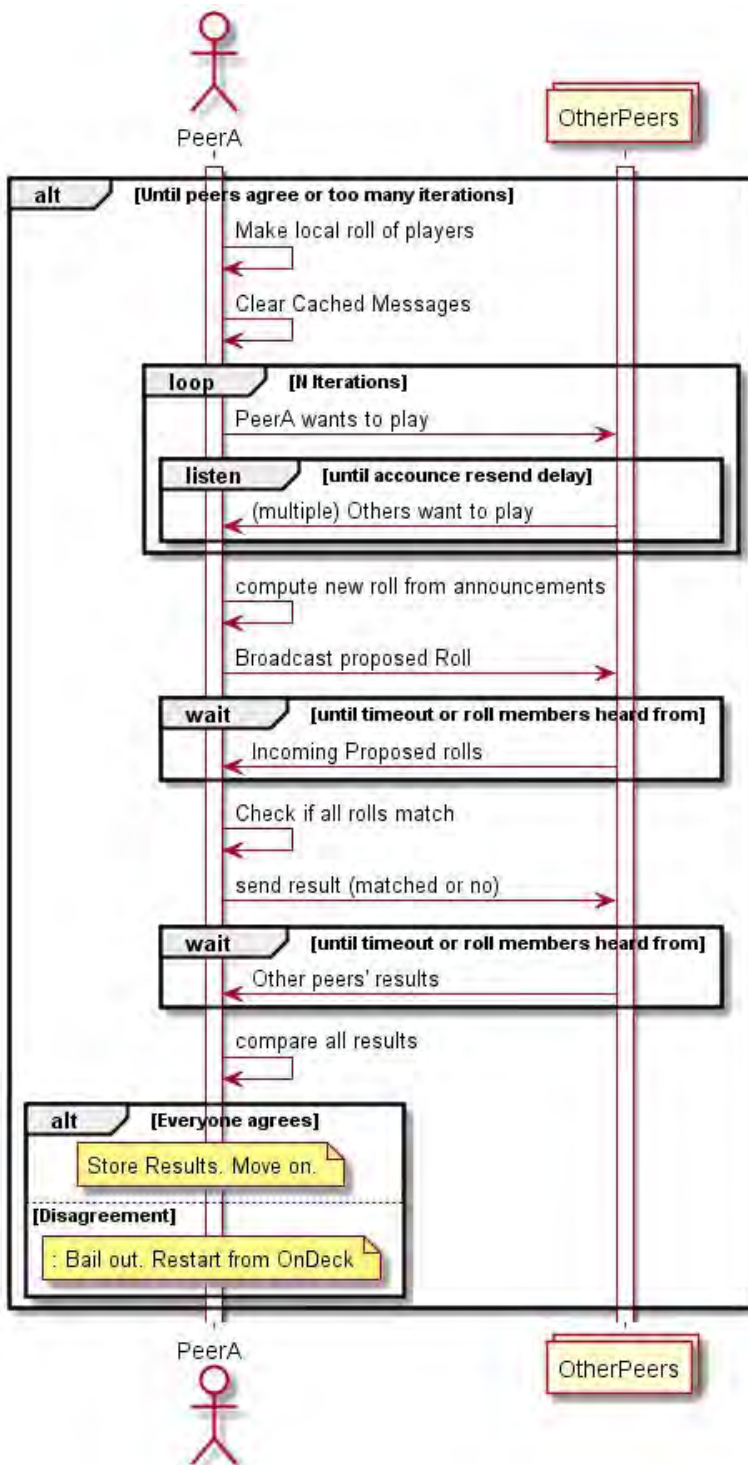 PeerA
OtherPeers
alt [Until peers agree or too many iterations]
Make local roll of players
Clear Cached Messages
loop [N Iterations]
PeerA wants to play
listen [until accounce resend delay]
(multiple) Others want to play
compute new roll from announcements
Broadcast proposed Roll
wait [until timeout or roll members heard from]
Incoming Proposed rolls
Check if all rolls match
send result (matched or no)
wait [until timeout or roll members heard from]
Other peers' results
compare all results
alt [Everyone agrees]
Store Results. Move on.
[Disagreement]
: Bail out. Restart from OnDeck
PeerA
OtherPeers